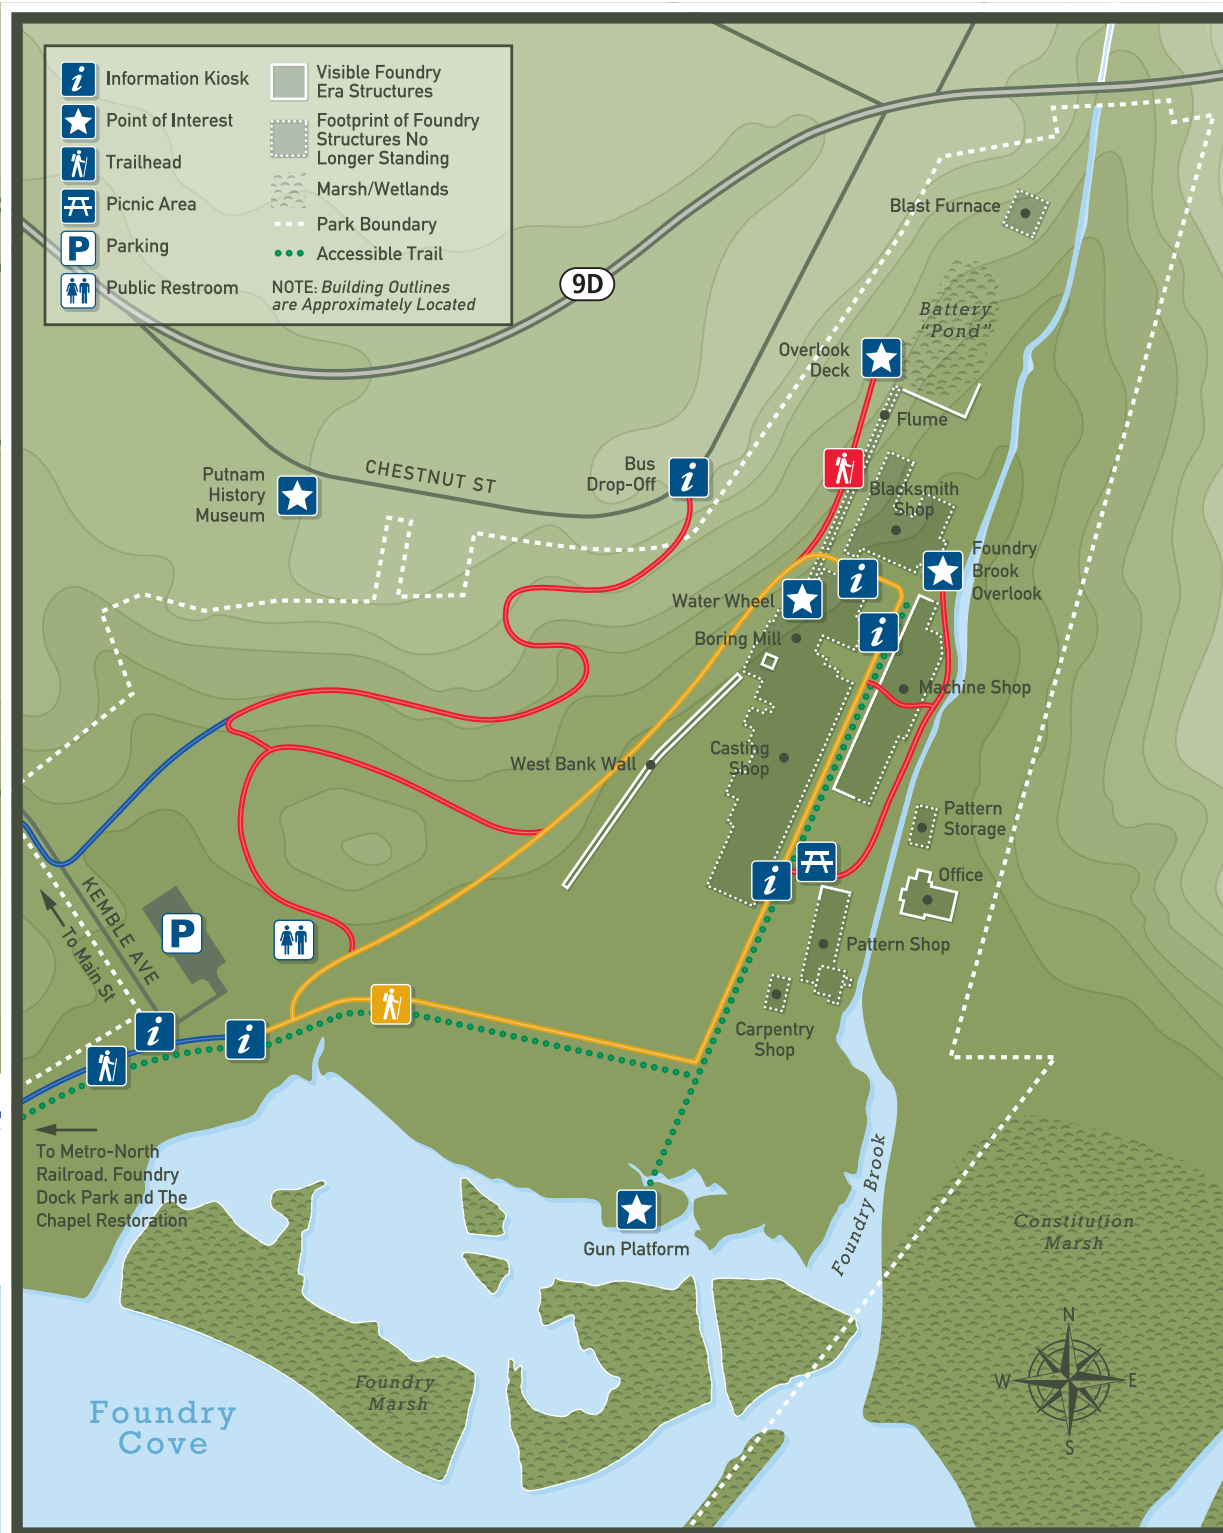 Information Kiosk
Point of Interest
Trailhead
Picnic Area
P
Parking
Public Restroom
Visible Foundry
Era Structures
Footprint of Foundry
Structures No
Longer Standing
Marsh/Wetlands
Park Boundary
Accessible Trail
NOTE: Building Outlines
are Approximately Located
9D
Blast Furnace
Battery
"Pond"
Overlook
Deck
Flume
CHESTNUT ST
Bus
Drop-Off
Putnam
History
Museum
Blacksmith
Shop
Foundry
Brook
Overlook
Water Wheel
Boring Mill
Machine Shop
Casting
Shop
West Bank Wall
Pattern
Storage
Office
KEMBLE AVE
To Main St
P
Pattern Shop
Carpentry
Shop
To Metro-North
Railroad, Foundry
Dock Park and The
Chapel Restoration
Foundry Brook
Gun Platform
Constitution
Marsh
Foundry
Marsh
Foundry
Cove
N
W
E
S